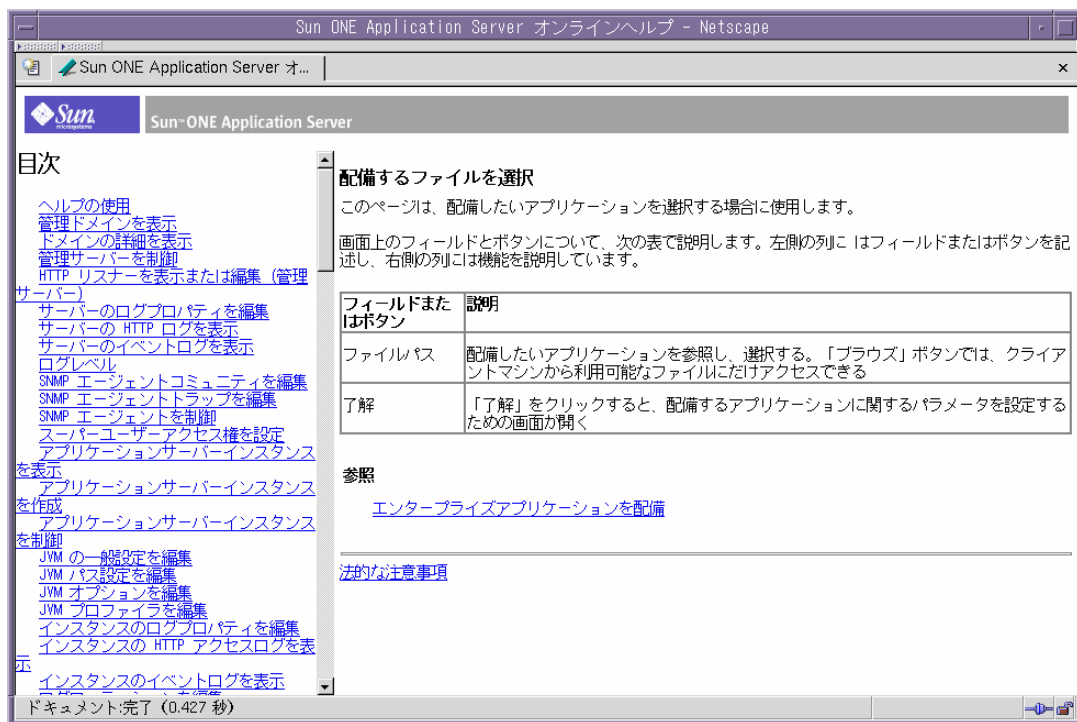 Sun ONE Application Server オンラインヘルプ - Netscape
Sun ONE Application Server オ...
Sun
microsystems
Sun™ ONE Application Server
目次
ヘルプの使用
管理ドメインを表示
ドメインの詳細を表示
管理サーバーを制御
HTTP リスナーを表示または編集 (管理
サーバー)
サーバーのログプロパティを編集
サーバーの HTTP ログを表示
サーバーのイベントログを表示
ログレベル
SNMP エージェントコミュニティを編集
SNMP エージェントトラップを編集
SNMP エージェントを制御
スーパーユーザーアクセス権を設定
アプリケーションサーバーインスタンス
を表示
アプリケーションサーバーインスタンス
を作成
アプリケーションサーバーインスタンス
を制御
JVM の一般設定を編集
JVM パス設定を編集
JVM オプションを編集
JVM プロファイラを編集
インスタンスのログプロパティを編集
インスタンスの HTTP アクセスログを表
示
インスタンスのイベントログを表示
配備するファイルを選択
このページは、配備したいアプリケーションを選択する場合に使用します。
画面上のフィールドとボタンについて、次の表で説明します。左側の列に はフィールドまたはボタンを記
述し、右側の列には機能を説明しています。
フィールドまた
はボタン
説明
ファイルパス
配備したいアプリケーションを参照し、選択する。「ブラウズ」ボタンでは、クライア
ントマシンから利用可能なファイルにだけアクセスできる
了解
「了解」をクリックすると、配備するアプリケーションに関するパラメータを設定する
ための画面が開く
参照
エンタープライズアプリケーションを配備
法的な注意事項
ドキュメント:完了 (0.427 秒)